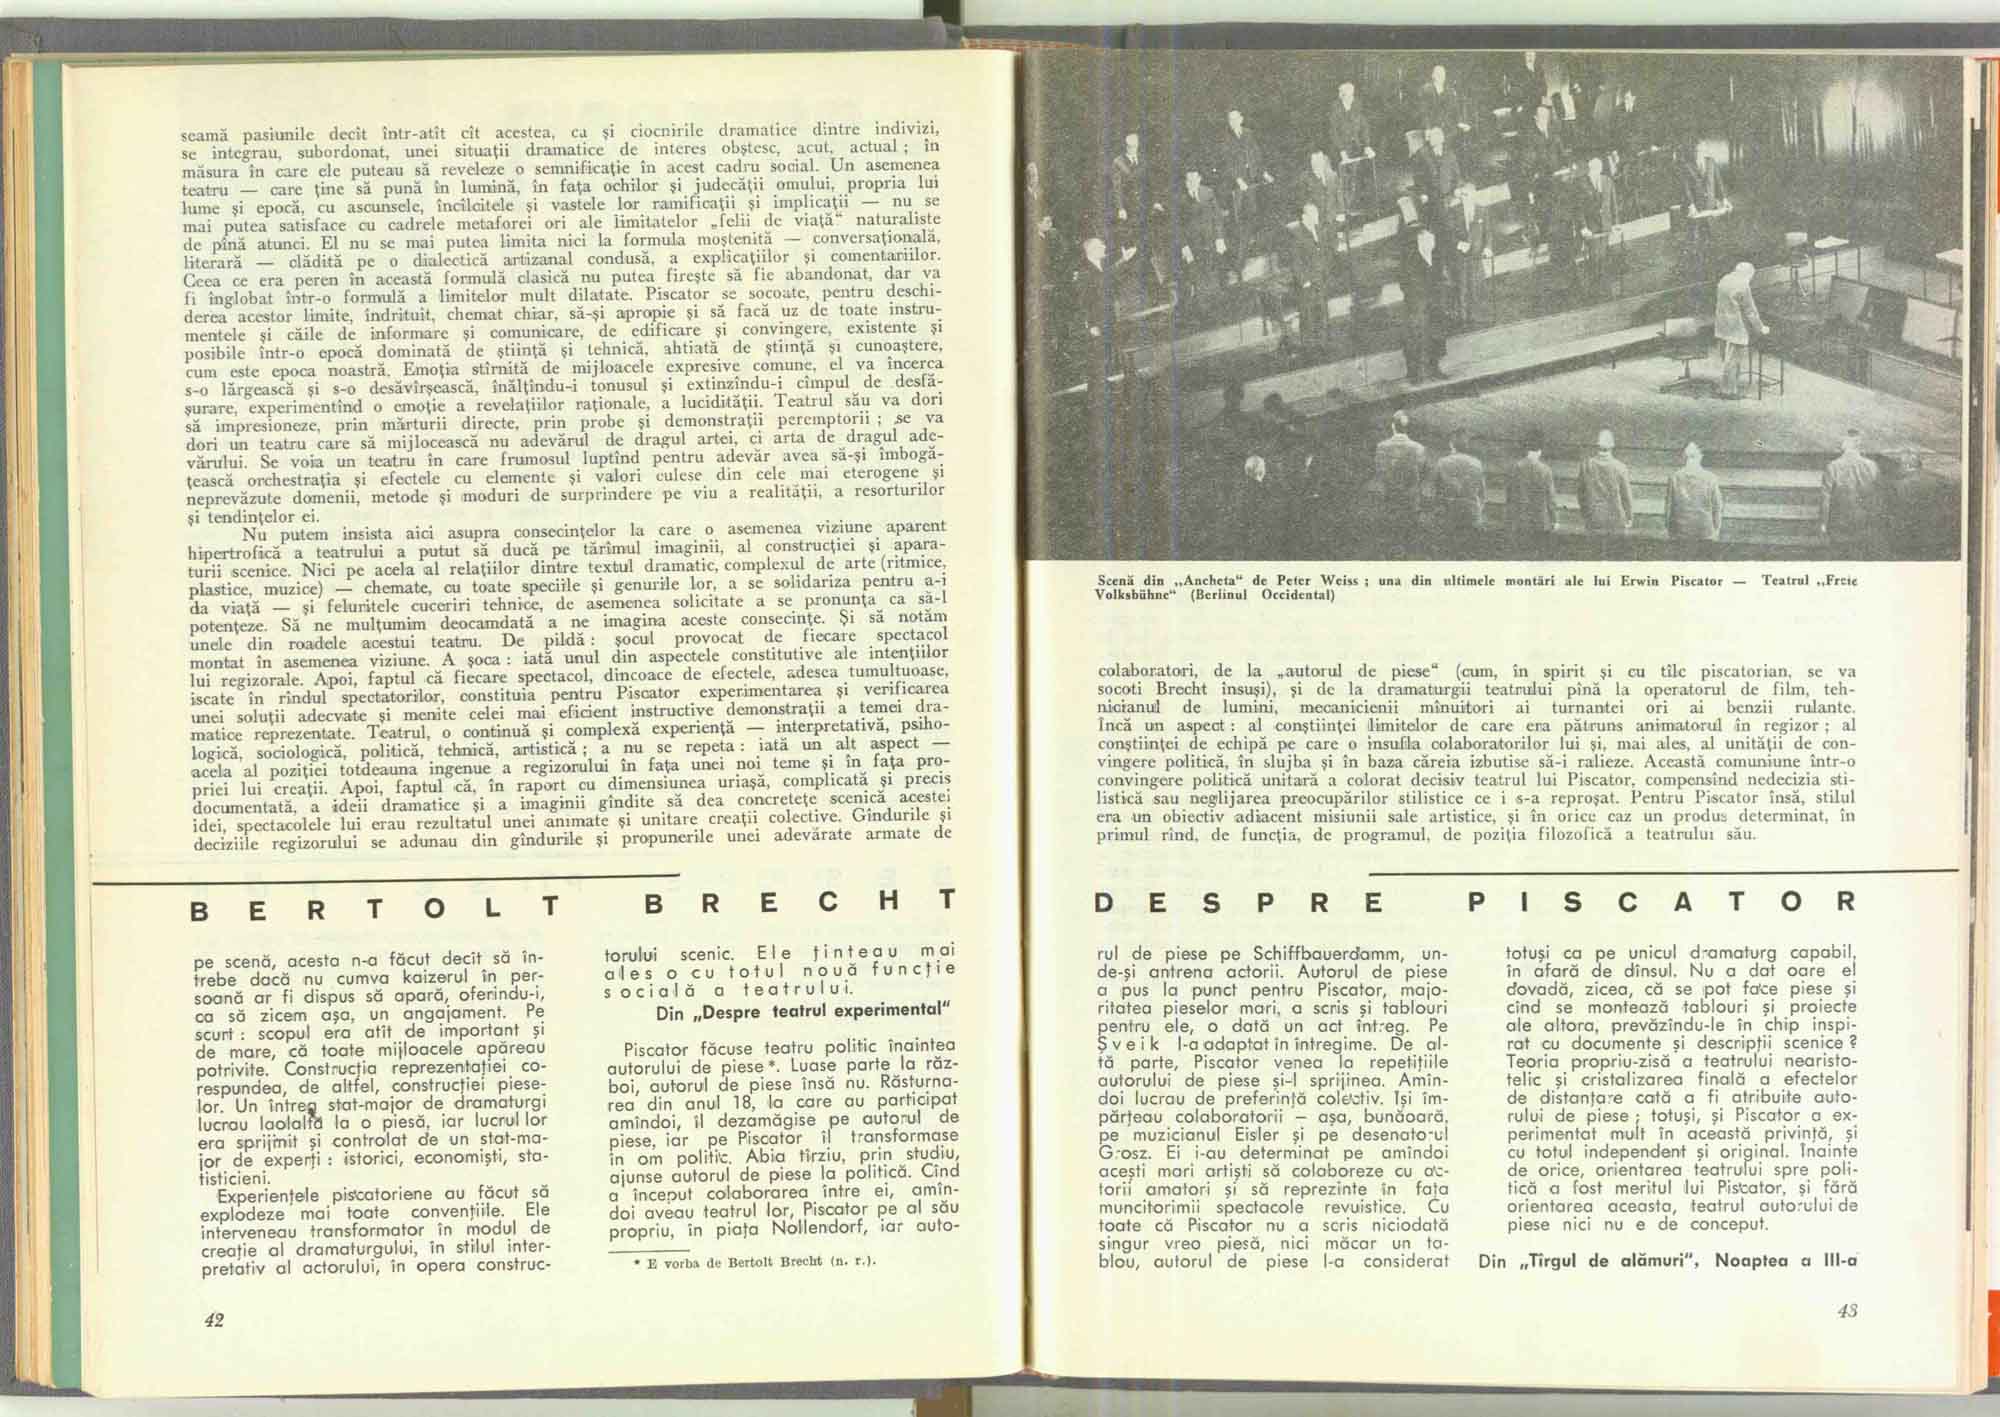 seamă pasiunile decît într-atît cît acestea, ca și ciocnirile dramatice dintre indivizi,
se integrau, subordonat, unei situații dramatice de interes obștesc, acut, actual ; în
măsura în care ele puteau să reveleze o semnificație în acest cadru social. Un asemenea
teatru — care ține să pună în lumină, în fața ochilor și judecății omului, propria lui
lume și epocă, cu ascunsele, încîlcitele și vastele lor ramificații și implicații — nu se
mai putea satisface cu cadrele metaforei ori ale limitatelor „felii de viață“ naturaliste
de pînă atunci. El nu se mai putea limita nici la formula moștenită — conversațională,
literară — clădită pe o dialectică artizanal condusă, a explicațiilor și comentariilor.
Ceea ce era peren în această formulă clasică nu putea firește să fie abandonat, dar va
fi înglobat într-o formulă a limitelor mult dilatate. Piscator se socoate, pentru deschi-
derea acestor limite, îndrituit, chemat chiar, să-și apropie și să facă uz de toate instru-
mentele și căile de informare și comunicare, de edificare și convingere, existente și
posibile într-o epocă dominată de știință și tehnică, ahtiată de știință și cunoaștere,
cum este epoca noastră. Emoția stîrnită de mijloacele expresive comune, el va încerca
s-o lărgească și s-o desăvîrșească, înălțîndu-i tonusul și extinzîndu-i cîmpul de desfă-
șurare, experimentînd o emoție a revelațiilor raționale, a lucidității. Teatrul său va dori
să impresioneze, prin mărturii directe, prin probe și demonstrații peremptorii ; se va
dori un teatru care să mijlocească nu adevărul de dragul artei, ci arta de dragul ade-
vărului. Se voia un teatru în care frumosul luptînd pentru adevăr avea să-și îmbogă-
țească orchestrația și efectele cu elemente și valori culese din cele mai eterogene și
neprevăzute domenii, metode și moduri de surprindere pe viu a realității, a resorturilor
și tendințelor ei.
Nu putem insista aici asupra consecințelor la care o asemenea viziune aparent
hipertrofică a teatrului a putut să ducă pe tărîmul imaginii, al construcției și apara-
turii scenice. Nici pe acela al relațiilor dintre textul dramatic, complexul de arte (ritmice,
plastice, muzice) — chemate, cu toate speciile și genurile lor, a se solidariza pentru a-i
da viață — și feluritele cuceriri tehnice, de asemenea solicitate a se pronunța ca să-l
potențeze. Să ne mulțumim deocamdată a ne imagina aceste consecințe. Și să notăm
unele din roadele acestui teatru. De pildă : șocul provocat de fiecare spectacol
montat în asemenea viziune. A șoca : iată unul din aspectele constitutive ale intențiilor
lui regizorale. Apoi, faptul că fiecare spectacol, dincoace de efectele, adesea tumultuoase,
iscate în rîndul spectatorilor, constituia pentru Piscator experimentarea și verificarea
unei soluții adecvate și menite celei mai eficient instructive demonstrații a temei dra-
matice reprezentate. Teatrul, o continuă și complexă experiență — interpretativă, psiho-
logică, sociologică, politică, tehnică, artistică ; a nu se repeta : iată un alt aspect —
acela al poziției totdeauna ingenue a regizorului în fața unei noi teme și în fața pro-
priei lui creații. Apoi, faptul că, în raport cu dimensiunea uriașă, complicată și precis
documentată, a ideii dramatice și a imaginii gîndite să dea concretețe scenică acestei
idei, spectacolele lui erau rezultatul unei animate și unitare creații colective. Gîndurile și
deciziile regizorului se adunau din gîndurile și propunerile unei adevărate armate de
BERTOLT BRECHT
pe scenă, acesta n-a făcut decît să în-
trebe dacă nu cumva kaizerul în per-
soană ar fi dispus să apară, oferindu-i,
ca să zicem așa, un angajament. Pe
scurt : scopul era atît de important și
de mare, că toate mijloacele apăreau
potrivite. Construcția reprezentației co-
respundea, de altfel, construcției piese-
lor. Un întreg stat-major de dramaturgi
lucrau laolaltă la o piesă, iar lucrul lor
era sprijinit și controlat de un stat-ma-
jor de experți : istorici, economiști, sta-
tisticieni.
Experiențele piscatoriene au făcut să
explodeze mai toate convențiile. Ele
interveneau transformator în modul de
creație al dramaturgului, în stilul inter-
pretativ al actorului, în opera construc-
torului scenic. Ele ținteau mai
ales o cu totul nouă funcție
socială a teatrului.
Din „Despre teatrul experimental“
Piscator făcuse teatru politic înaintea
autorului de piese*. Luase parte la răz-
boi, autorul de piese însă nu. Răsturna-
rea din anul 18, la care au participat
amîndoi, îl dezamăgise pe autorul de
piese, iar pe Piscator îl transformase
în om politic. Abia tîrziu, prin studiu,
ajunse autorul de piese la politică. Cînd
a început colaborarea între ei, amîn-
doi aveau teatrul lor, Piscator pe al său
propriu, în piața Nollendorf, iar auto-
* E vorba de Bertolt Brecht (n. r.).
42
Scenă din „Ancheta“ de Peter Weiss ; una din ultimele montări ale lui Erwin Piscator — Teatrul „Freie
Volksbühne“ (Berlinul Occidental)
colaboratori, de la „autorul de piese“ (cum, în spirit și cu tîlc piscatorian, se va
socoti Brecht însuși), și de la dramaturgii teatrului pînă la operatorul de film, teh-
nicianul de lumini, mecanicienii mînuitori ai turnantei ori ai benzii rulante.
Încă un aspect : al conștiinței limitelor de care era pătruns animatorul în regizor ; al
conștiinței de echipă pe care o insufla colaboratorilor lui și, mai ales, al unității de con-
vingere politică, în slujba și în baza căreia izbutise să-i ralieze. Această comuniune într-o
convingere politică unitară a colorat decisiv teatrul lui Piscator, compensînd nedecizia sti-
listică sau neglijarea preocupărilor stilistice ce i s-a reproșat. Pentru Piscator însă, stilul
era un obiectiv adiacent misiunii sale artistice, și în orice caz un produs determinat, în
primul rînd, de funcția, de programul, de poziția filozofică a teatrului său.
DESPRE PISCATOR
rul de piese pe Schiffbauerdamm, un-
de-și antrena actorii. Autorul de piese
a pus la punct pentru Piscator, majo-
ritatea pieselor mari, a scris și tablouri
pentru ele, o dată un act întreg. Pe
Șveik l-a adaptat în întregime. De al-
tă parte, Piscator venea la repetițiile
autorului de piese și-l sprijinea. Amîn-
doi lucrau de preferință colectiv. Își îm-
părțeau colaboratorii — așa, bunăoară,
pe muzicianul Eisler și pe desenatorul
Grosz. Ei i-au determinat pe amîndoi
acești mari artiști să colaboreze cu ac-
torii amatori și să reprezinte în fața
muncitorimii spectacole revuistice. Cu
toate că Piscator nu a scris niciodată
singur vreo piesă, nici măcar un ta-
blou, autorul de piese l-a considerat
totuși ca pe unicul dramaturg capabil,
în afară de dînsul. Nu a dat oare el
dovadă, zicea, că se pot face piese și
cînd se montează tablouri și proiecte
ale altora, prevăzîndu-le în chip inspi-
rat cu documente și descripții scenice ?
Teoria propriu-zisă a teatrului nearisto-
telic și cristalizarea finală a efectelor
de distanțare cată a fi atribuite auto-
rului de piese ; totuși, și Piscator a ex-
perimentat mult în această privință, și
cu totul independent și original. Înainte
de orice, orientarea teatrului spre poli-
tică a fost meritul lui Piscator, și fără
orientarea aceasta, teatrul autorului de
piese nici nu e de conceput.
Din „Tîrgul de alămuri“, Noaptea a III-a
43